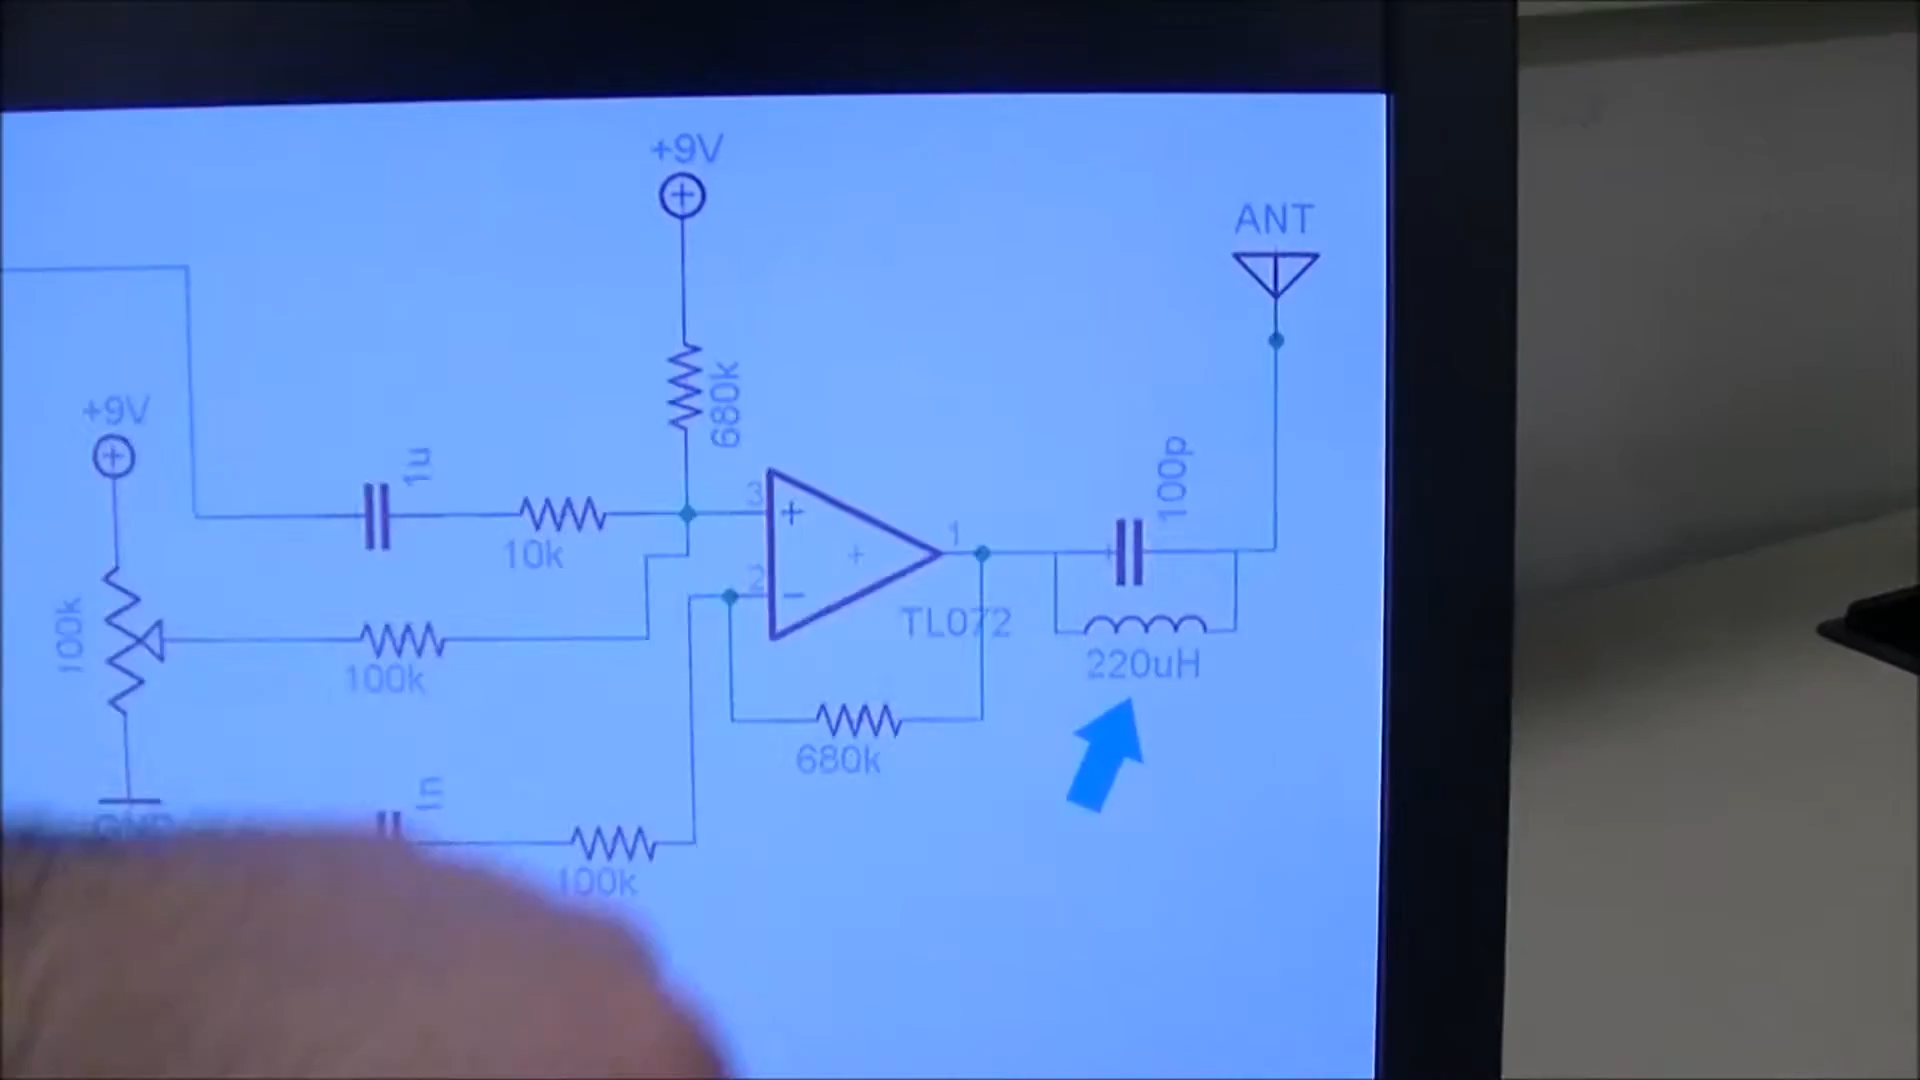 +9V
ANT
680k
+9V
1u
100p
3
+
10k
1
+
2
−
TL072
100k
100k
220uH
680k
1n
100k